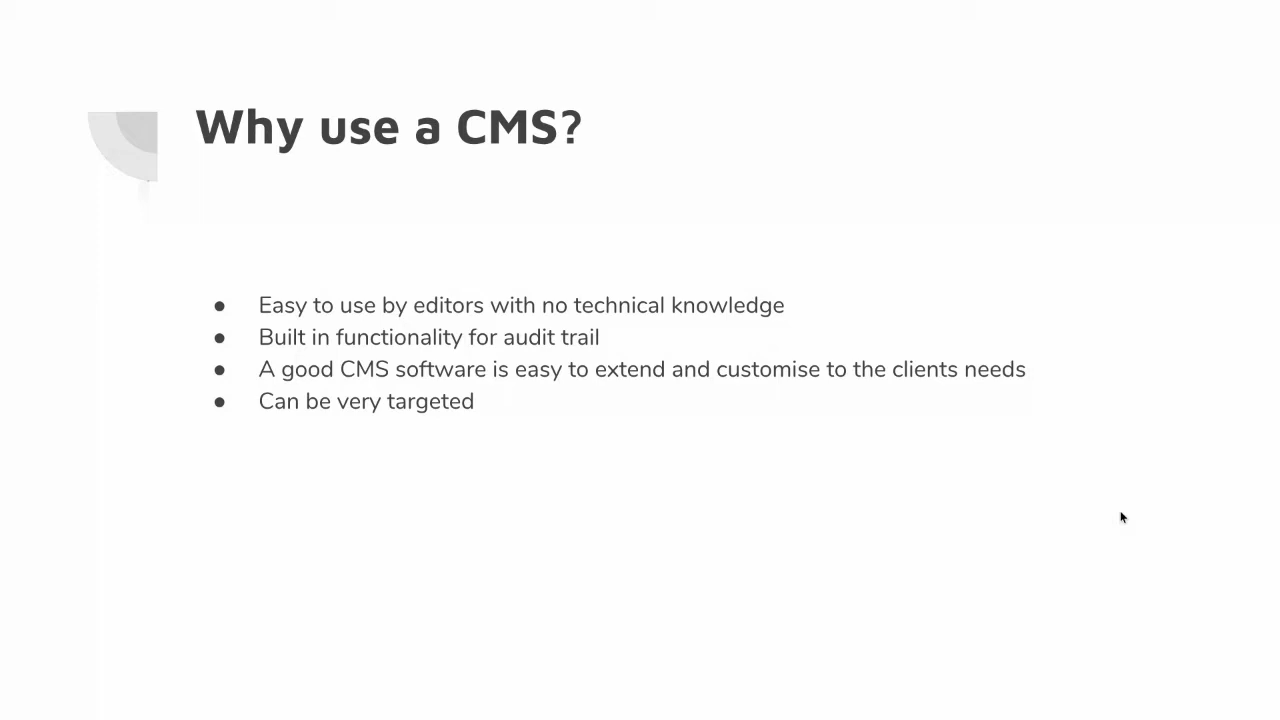 Why use a CMS?
● Easy to use by editors with no technical knowledge
● Built in functionality for audit trail
● A good CMS software is easy to extend and customise to the clients needs
● Can be very targeted